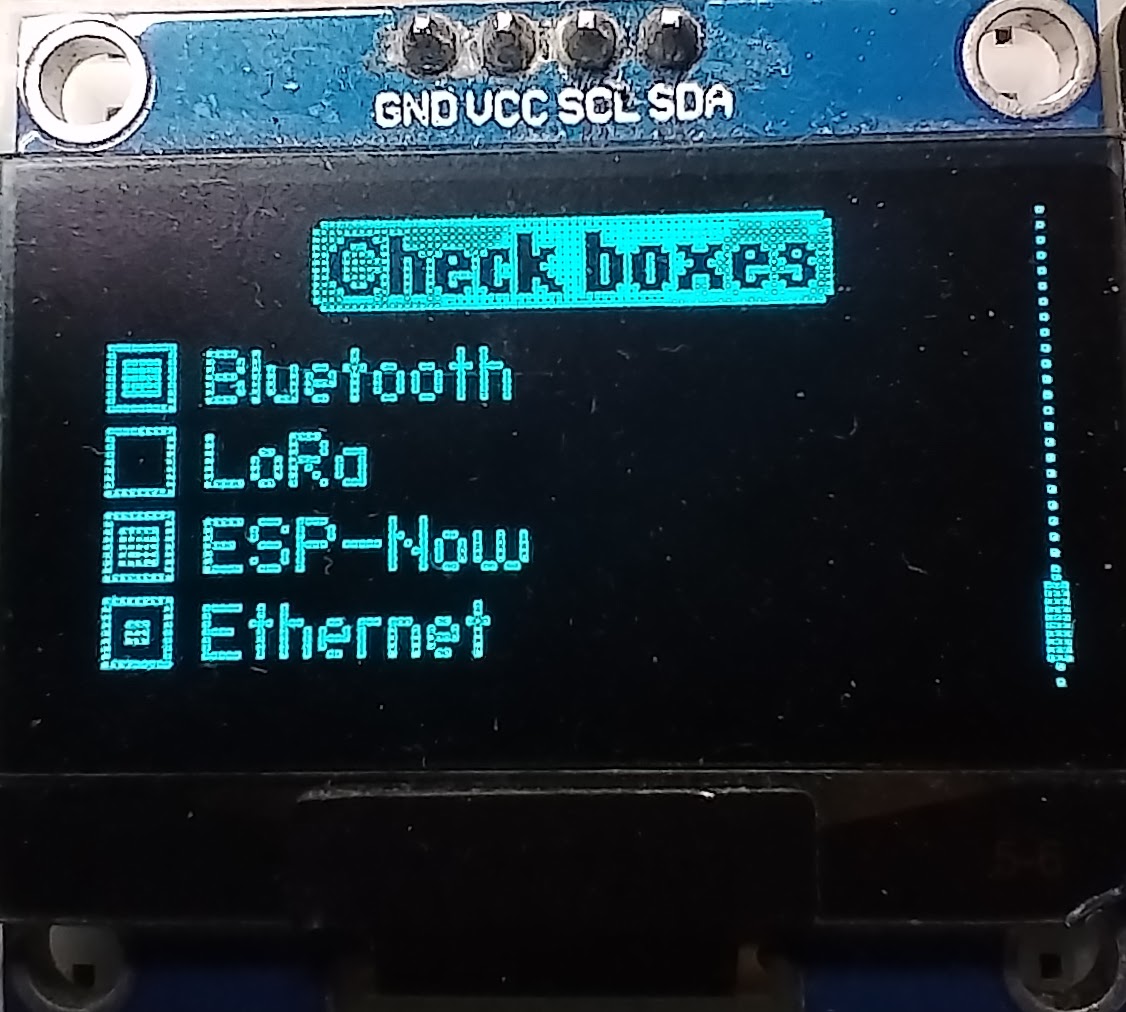 GND VCC SCL SDA
Check boxes
Bluetooth
LoRa
ESP-Now
Ethernet